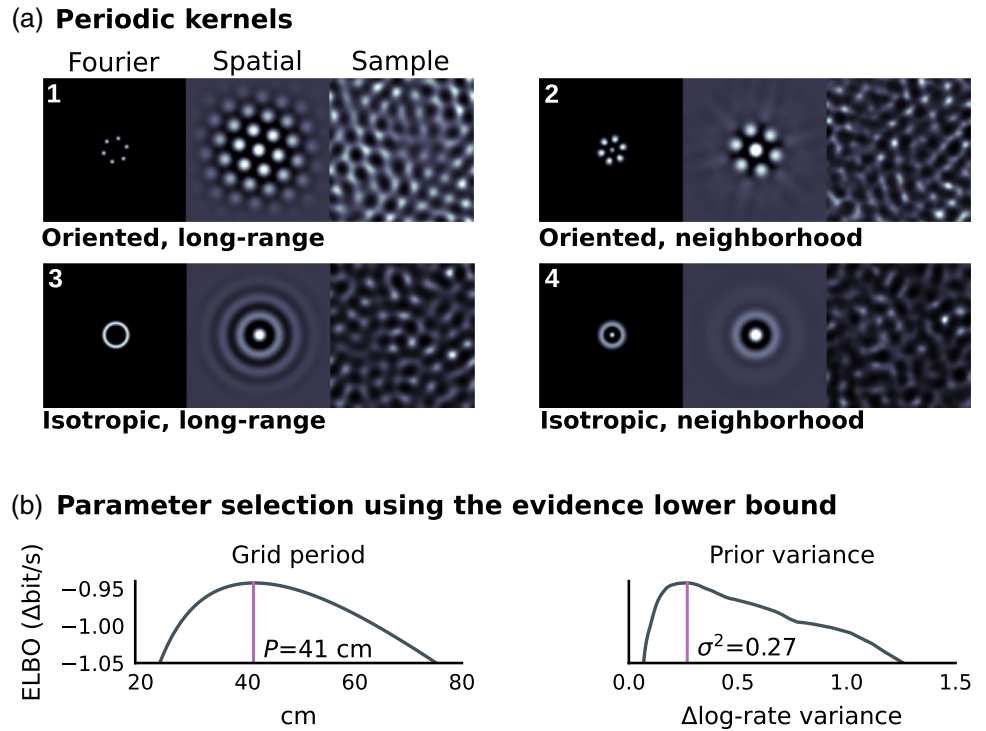 (a) Periodic kernels
Fourier Spatial Sample
1 2
Oriented, long-range Oriented, neighborhood
3 4
Isotropic, long-range Isotropic, neighborhood
(b) Parameter selection using the evidence lower bound
Grid period Prior variance
ELBO (Δbit/s)
−0.95
−1.00
−1.05
P=41 cm σ²=0.27
20 40 60 80 0.0 0.5 1.0 1.5
cm Δlog-rate variance